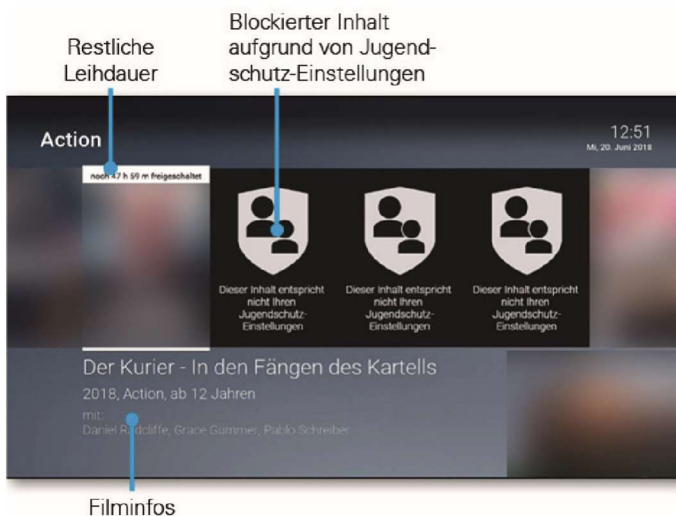 Restliche
Leihdauer
Blockierter Inhalt
aufgrund von Jugend-
schutz-Einstellungen
Action
12:51
Mi, 20. Juni 2018
noch 47 h 59 m freigeschaltet
Dieser Inhalt entspricht
nicht Ihren
Jugendschutz-
Einstellungen
Dieser Inhalt entspricht
nicht Ihren
Jugendschutz-
Einstellungen
Dieser Inhalt entspricht
nicht Ihren
Jugendschutz-
Einstellungen
Der Kurier - In den Fängen des Kartells
2018, Action, ab 12 Jahren
mit:
Daniel Radcliffe, Grace Gummer, Pablo Schreiber
Filminfos